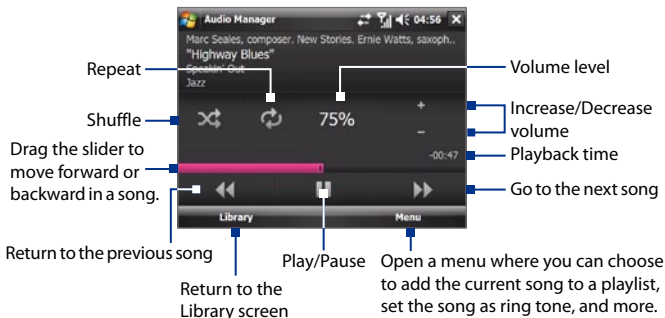 Audio Manager 04:56
Marc Seales, composer. New Stories. Ernie Watts, saxoph..
"Highway Blues"
Speakin' Out
Jazz
Repeat
Volume level
Shuffle
75%
+
−
Increase/Decrease
volume
Drag the slider to
move forward or
backward in a song.
-00:47
Playback time
Go to the next song
Library
Menu
Return to the previous song
Play/Pause
Return to the
Library screen
Open a menu where you can choose
to add the current song to a playlist,
set the song as ring tone, and more.